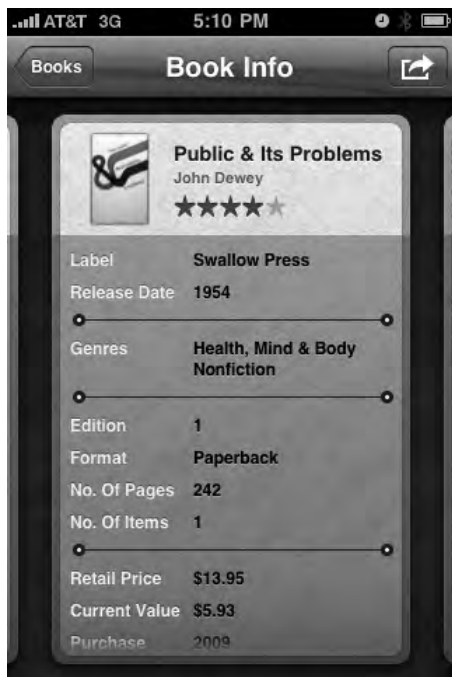 AT&T 3G 5:10 PM
Books Book Info
Public & Its Problems
John Dewey
Label Swallow Press
Release Date 1954
Genres Health, Mind & Body
Nonfiction
Edition 1
Format Paperback
No. Of Pages 242
No. Of Items 1
Retail Price $13.95
Current Value $5.93
Purchase 2009